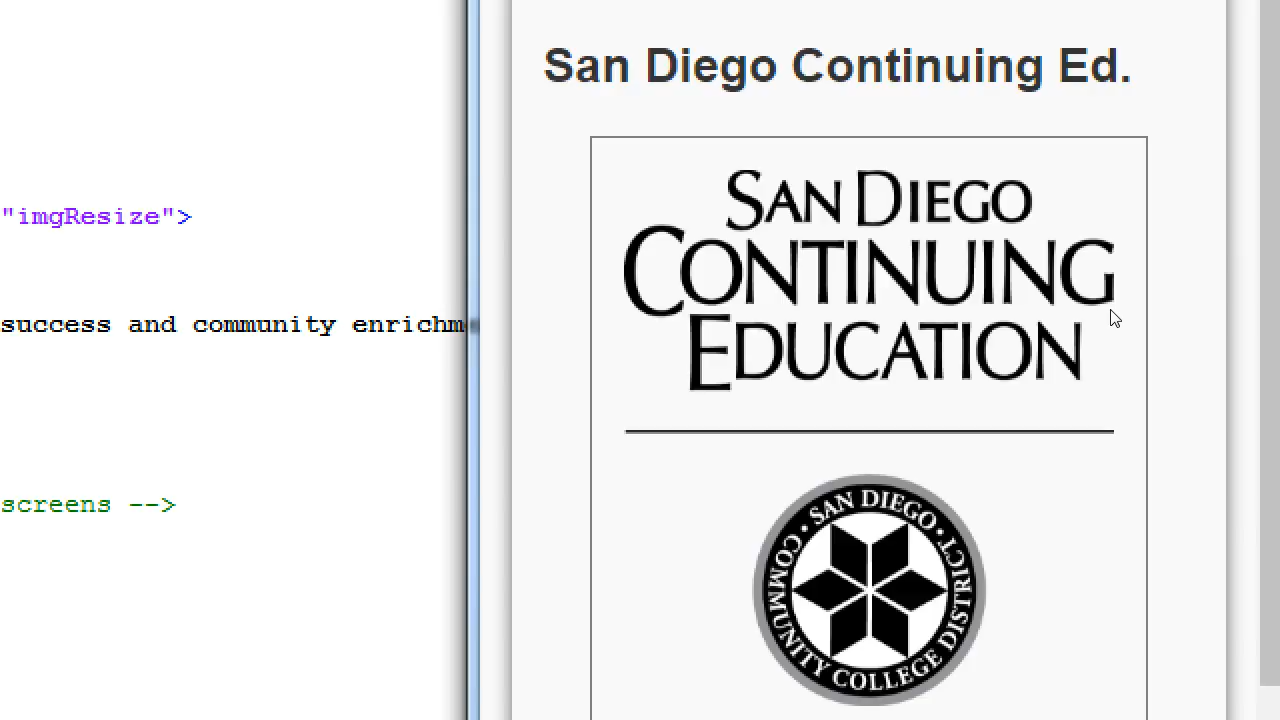 "imgResize">
success and community enrichm
screens -->
San Diego Continuing Ed.
SAN DIEGO
CONTINUING
EDUCATION
• SAN DIEGO •
COMMUNITY COLLEGE DISTRICT